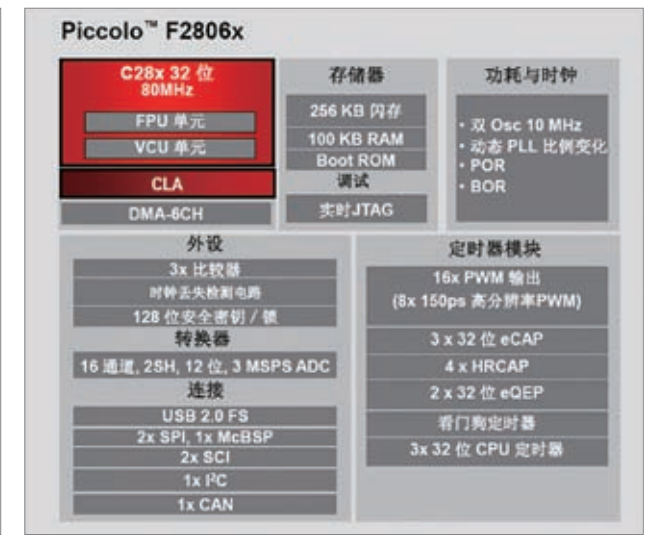 Piccolo™ F2806x
C28x 32 位
80MHz
FPU 单元
VCU 单元
CLA
DMA-6CH
存储器
256 KB 闪存
100 KB RAM
Boot ROM
调试
实时JTAG
功耗与时钟
• 双 Osc 10 MHz
• 动态 PLL 比例变化
• POR
• BOR
外设
3x 比较器
时钟丢失检测电路
128 位安全密钥 / 锁
转换器
16 通道, 2SH, 12 位, 3 MSPS ADC
连接
USB 2.0 FS
2x SPI, 1x McBSP
2x SCI
1x I²C
1x CAN
定时器模块
16x PWM 输出
(8x 150ps 高分辨率PWM)
3 x 32 位 eCAP
4 x HRCAP
2 x 32 位 eQEP
看门狗定时器
3x 32 位 CPU 定时器